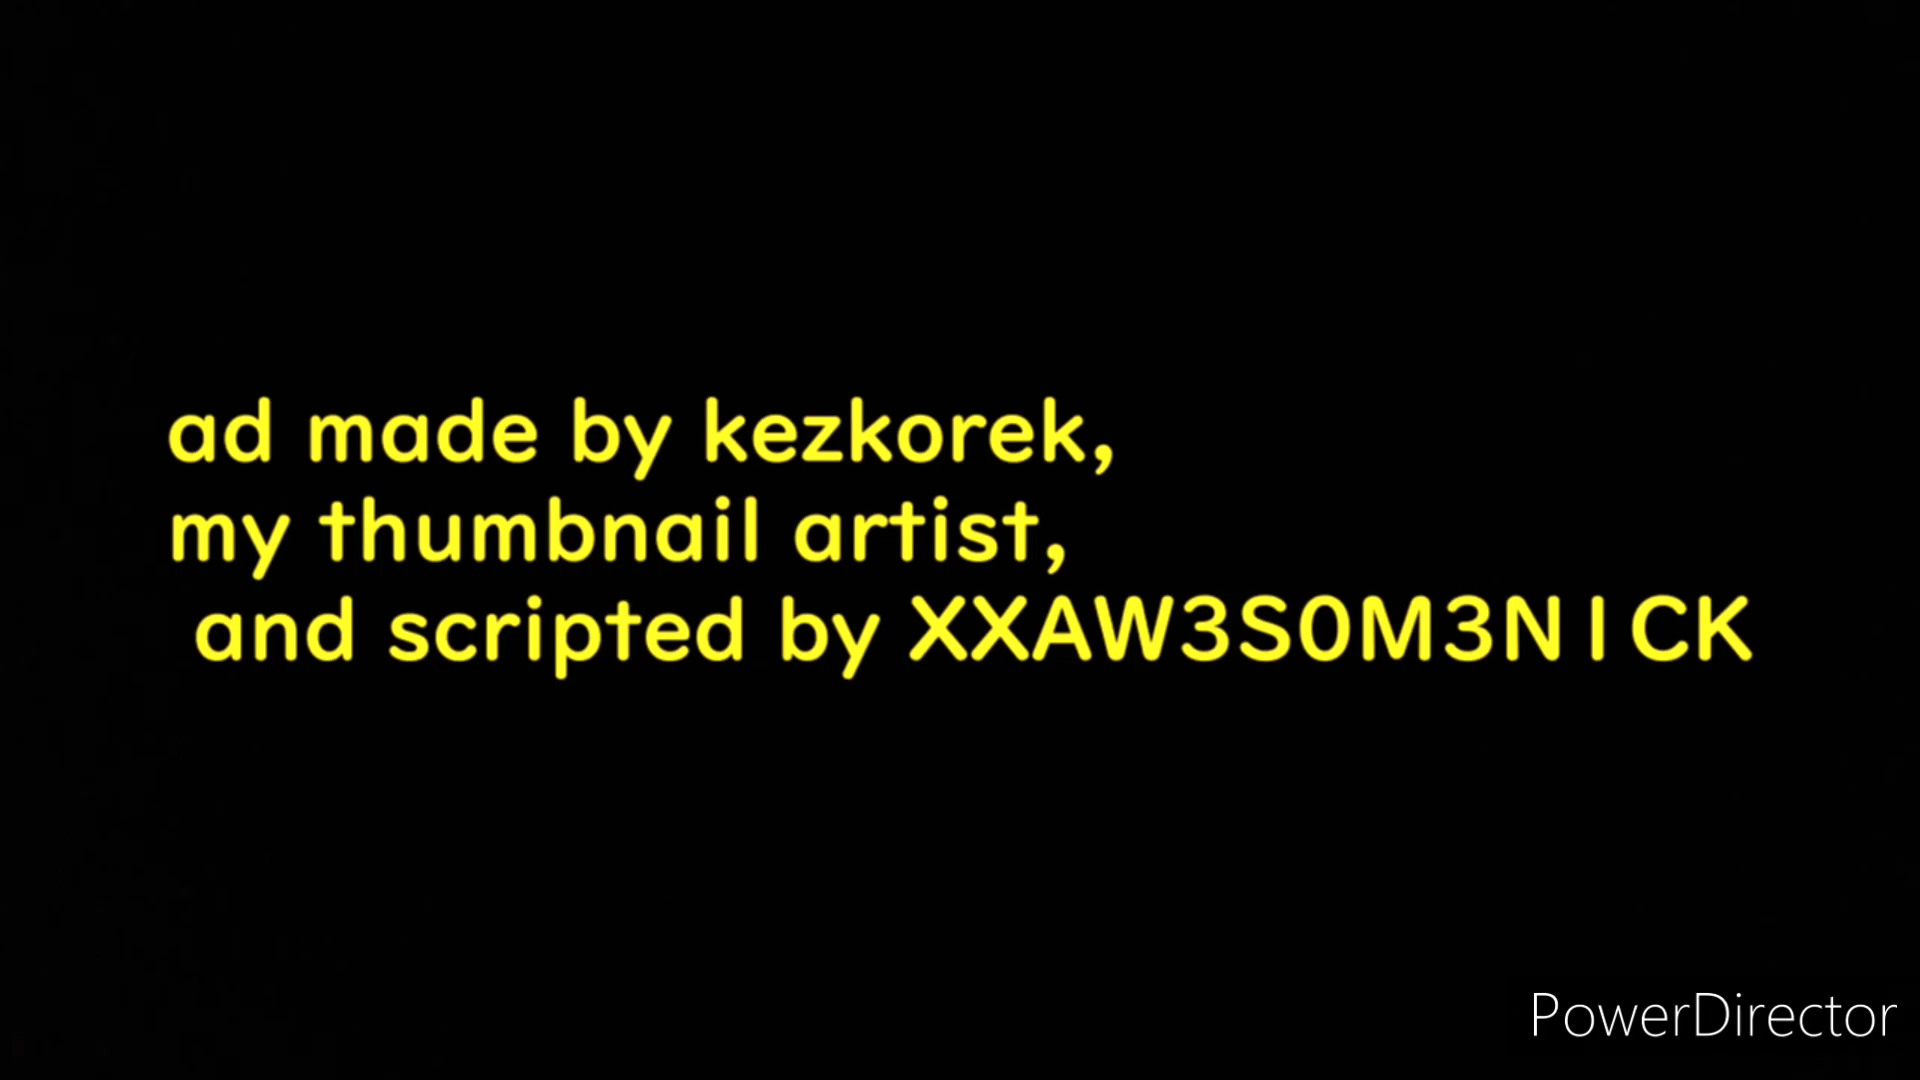 ad made by kezkorek,
my thumbnail artist,
and scripted by XXAW3S0M3NICK
PowerDirector